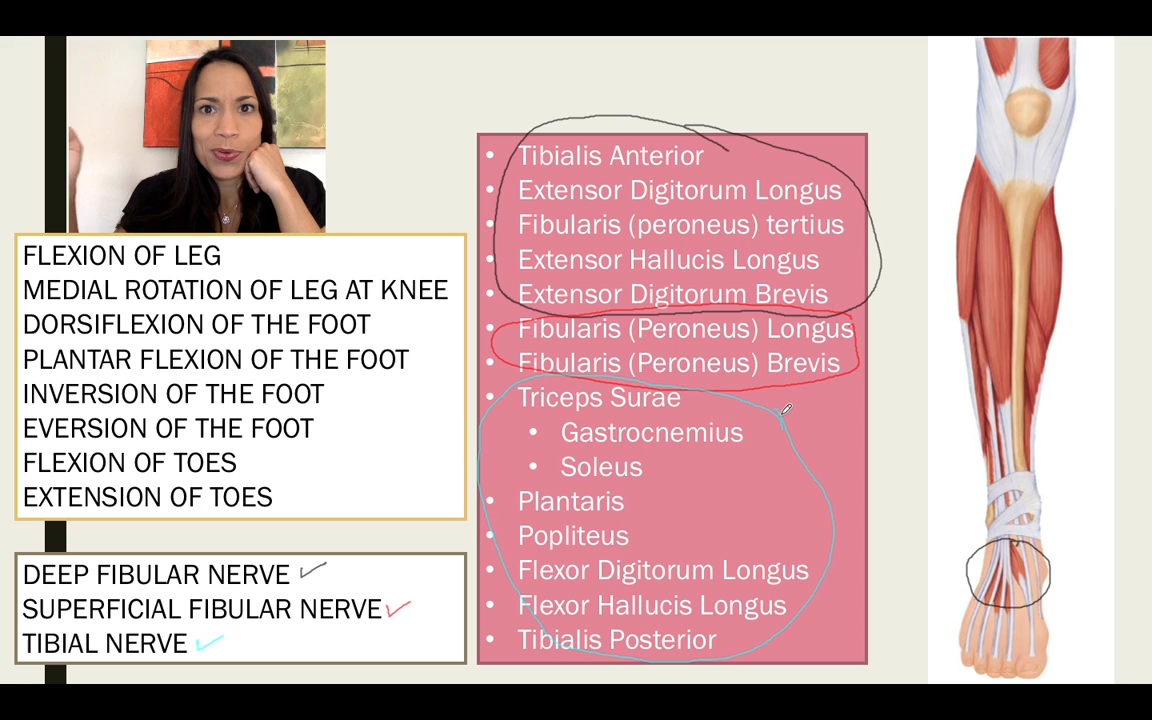 FLEXION OF LEG
MEDIAL ROTATION OF LEG AT KNEE
DORSIFLEXION OF THE FOOT
PLANTAR FLEXION OF THE FOOT
INVERSION OF THE FOOT
EVERSION OF THE FOOT
FLEXION OF TOES
EXTENSION OF TOES
DEEP FIBULAR NERVE
SUPERFICIAL FIBULAR NERVE
TIBIAL NERVE
• Tibialis Anterior
• Extensor Digitorum Longus
• Fibularis (peroneus) tertius
• Extensor Hallucis Longus
• Extensor Digitorum Brevis
• Fibularis (Peroneus) Longus
• Fibularis (Peroneus) Brevis
• Triceps Surae
• Gastrocnemius
• Soleus
• Plantaris
• Popliteus
• Flexor Digitorum Longus
• Flexor Hallucis Longus
• Tibialis Posterior